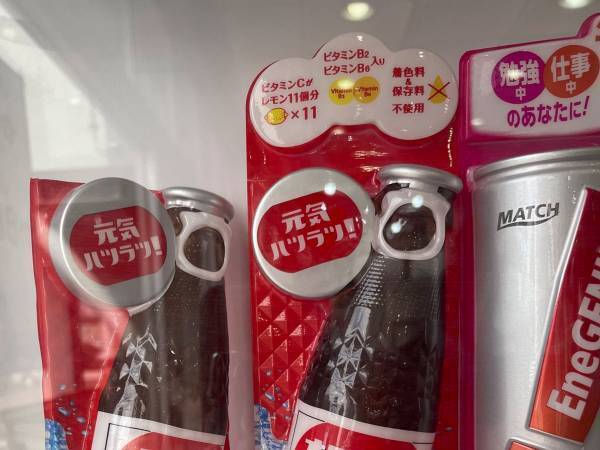 ビタミンCが
レモン11個分
×11
ビタミンB2
ビタミンB6
入り
Vitamin
B2
Vitamin
B6
着色料
&
保存料
不使用
勉強中
仕事中
のあなたに!
元気
ハツラツ!
元気
ハツラツ!
MATCH
EneGENI